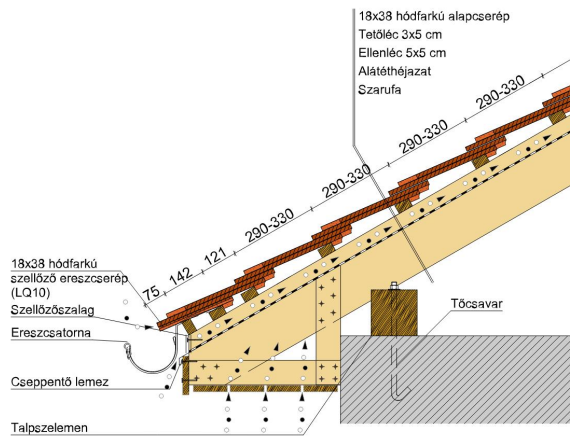 18x38 hódfarkú alapcserép
Tetőléc 3x5 cm
Ellenléc 5x5 cm
Alátéthéjazat
Szarufa
290-330
290-330
290-330
290-330
121
142
75
18x38 hódfarkú
szellőző ereszcserép
(LQ10)
Szellőzőszalag
Ereszcsatorna
Cseppentő lemez
Talpszelemen
Tőcsavar